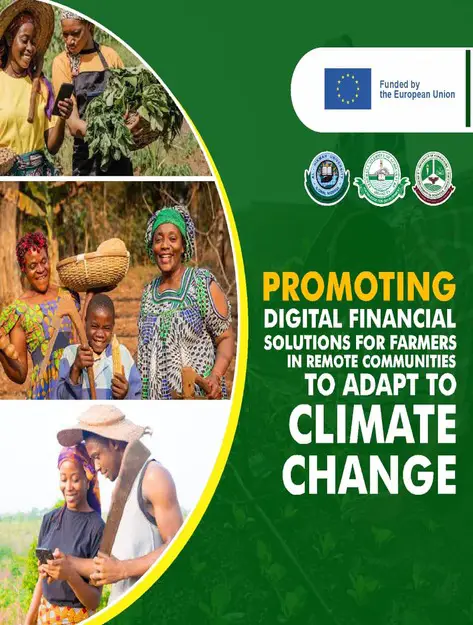 Funded by
the European Union
PROMOTING
DIGITAL FINANCIAL
SOLUTIONS FOR FARMERS
IN REMOTE COMMUNITIES
TO ADAPT TO
CLIMATE
CHANGE